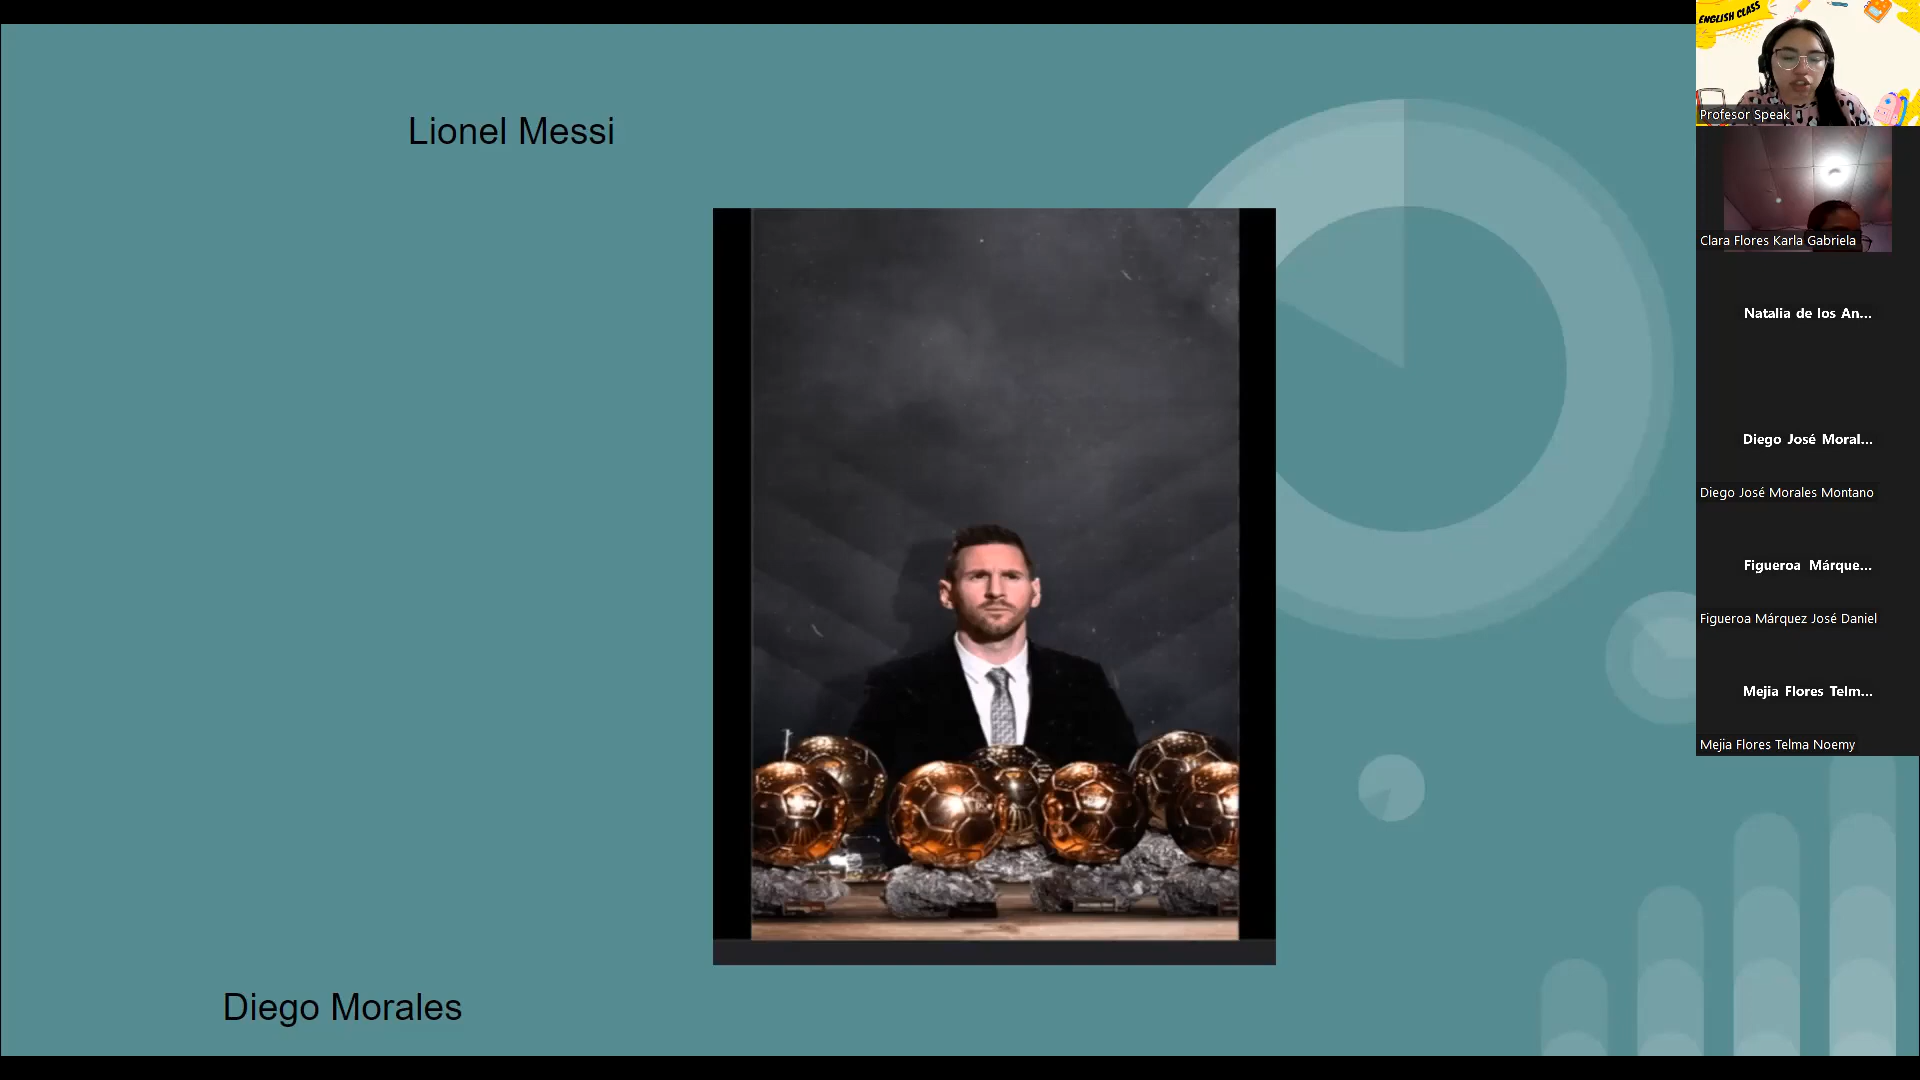 Lionel Messi
Diego Morales
ENGLISH CLASS
Profesor Speak
Clara Flores Karla Gabriela
Natalia de los An...
Diego José Moral...
Diego José Morales Montano
Figueroa Márque...
Figueroa Márquez José Daniel
Mejia Flores Telm...
Mejia Flores Telma Noemy